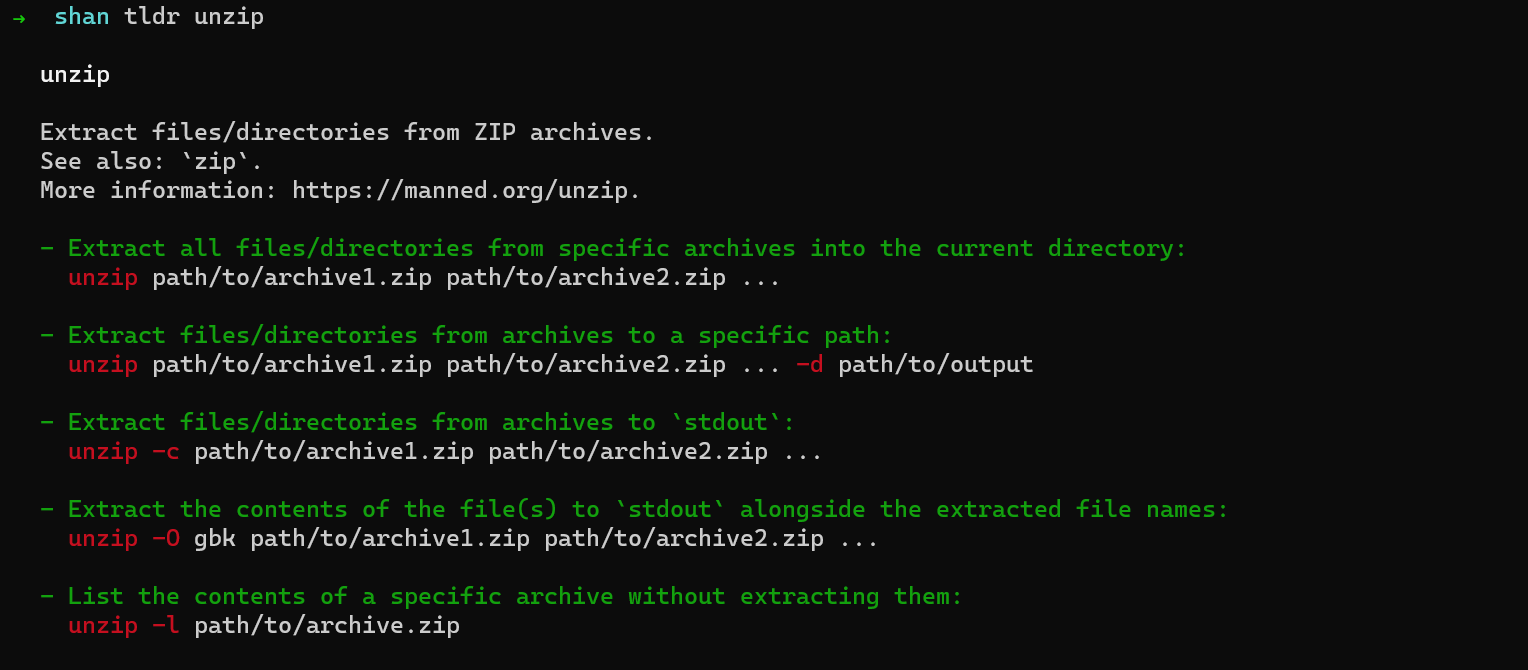 → shan tldr unzip
unzip
Extract files/directories from ZIP archives.
See also: `zip`.
More information: https://manned.org/unzip.
- Extract all files/directories from specific archives into the current directory:
unzip path/to/archive1.zip path/to/archive2.zip ...
- Extract files/directories from archives to a specific path:
unzip path/to/archive1.zip path/to/archive2.zip ... -d path/to/output
- Extract files/directories from archives to `stdout`:
unzip -c path/to/archive1.zip path/to/archive2.zip ...
- Extract the contents of the file(s) to `stdout` alongside the extracted file names:
unzip -O gbk path/to/archive1.zip path/to/archive2.zip ...
- List the contents of a specific archive without extracting them:
unzip -l path/to/archive.zip